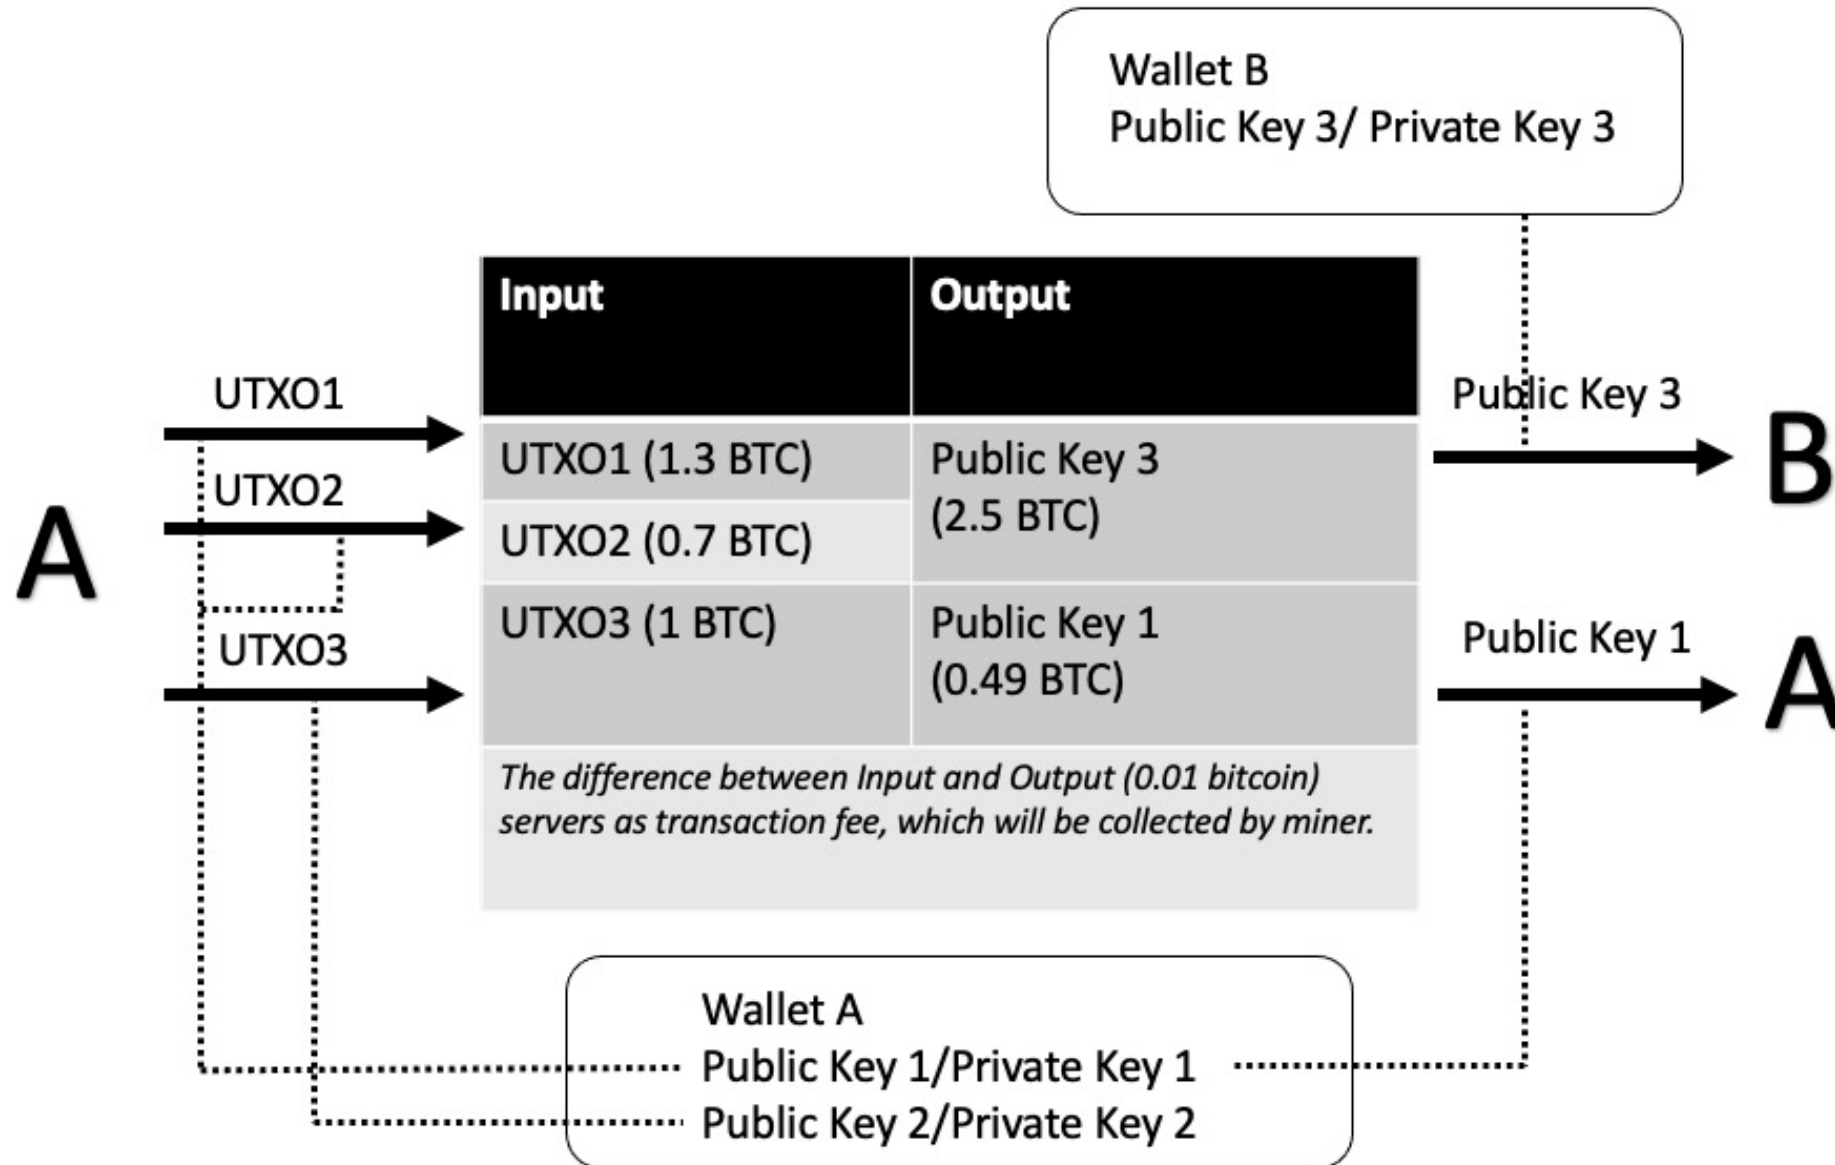 Wallet B
Public Key 3/ Private Key 3
Input
Output
UTXO1
UTXO1 (1.3 BTC)
Public Key 3
(2.5 BTC)
Public Key 3
B
UTXO2
UTXO2 (0.7 BTC)
A
UTXO3
UTXO3 (1 BTC)
Public Key 1
(0.49 BTC)
Public Key 1
A
The difference between Input and Output (0.01 bitcoin)
servers as transaction fee, which will be collected by miner.
Wallet A
Public Key 1/Private Key 1
Public Key 2/Private Key 2